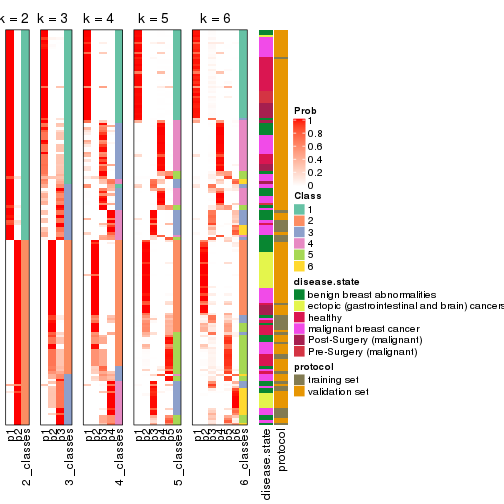 k = 2 k = 3 k = 4 k = 5 k = 6
Prob
1
0.8
0.6
0.4
0.2
0
Class
1
2
3
4
5
6
disease.state
benign breast abnormalities
ectopic (gastrointestinal and brain) cancers
healthy
malignant breast cancer
Post-Surgery (malignant)
Pre-Surgery (malignant)
protocol
training set
validation set
p1
p2
2_classes
p1
p2
p3
3_classes
p1
p2
p3
p4
4_classes
p1
p2
p3
p4
p5
5_classes
p1
p2
p3
p4
p5
p6
6_classes
disease.state
protocol